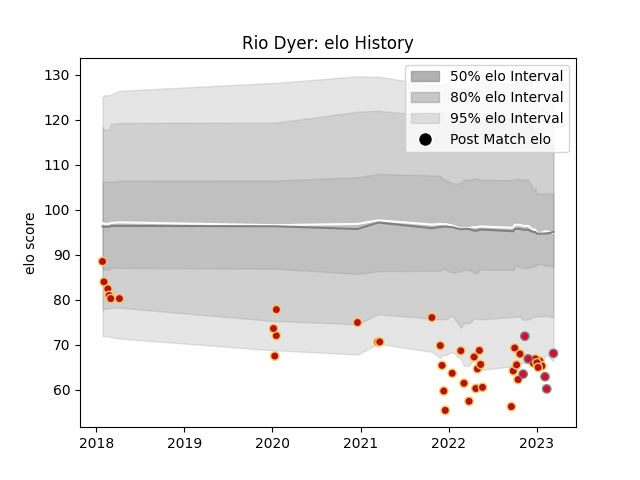 Rio Dyer: elo History
130
120
110
100
90
80
70
60
elo score
50% elo Interval
80% elo Interval
95% elo Interval
Post Match elo
2018
2019
2020
2021
2022
2023